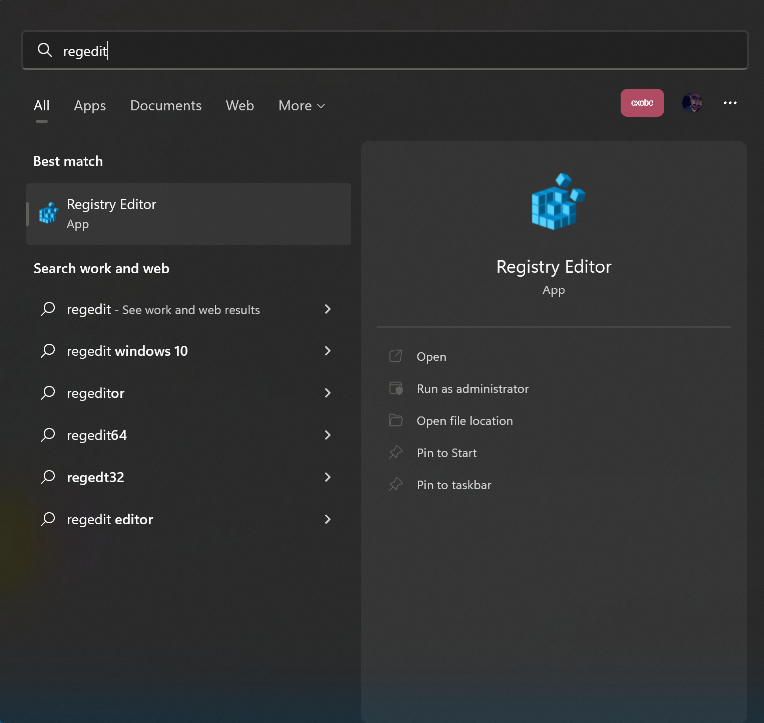 regedit
All Apps Documents Web More
exobe
Best match
Registry Editor
App
Search work and web
regedit - See work and web results
regedit windows 10
regeditor
regedit64
regedt32
regedit editor
Registry Editor
App
Open
Run as administrator
Open file location
Pin to Start
Pin to taskbar